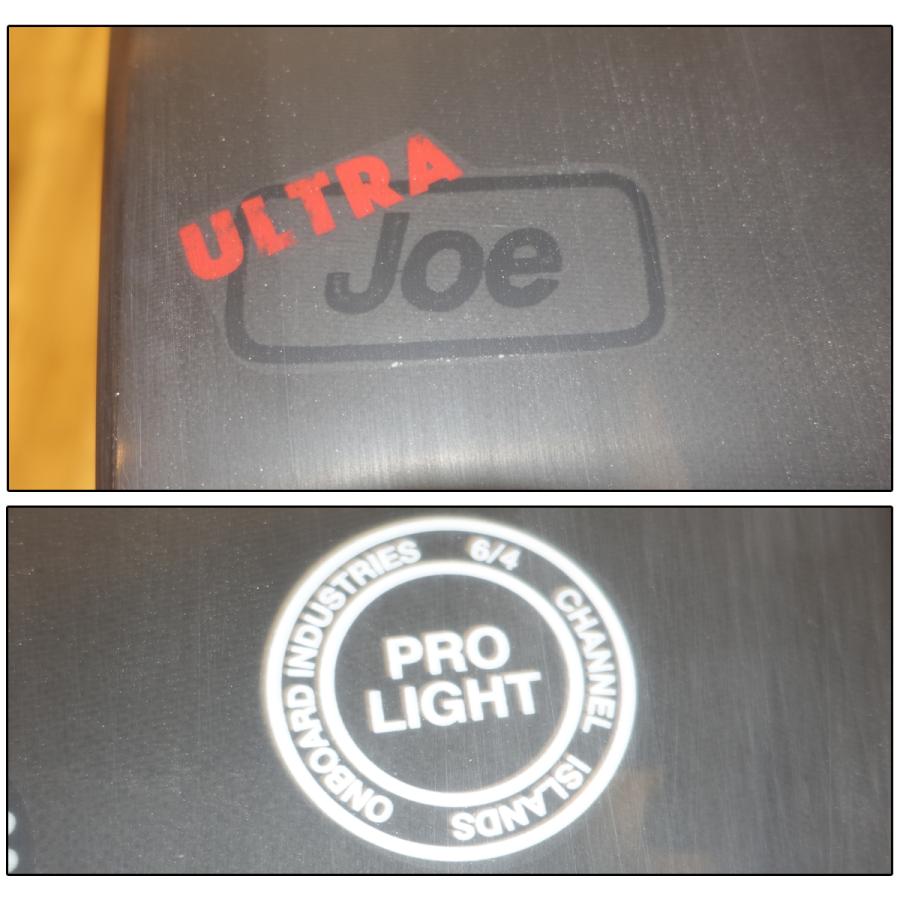 ULTRA
Joe
ONBOARD INDUSTRIES 6/4 CHANNEL ISLANDS
PRO
LIGHT